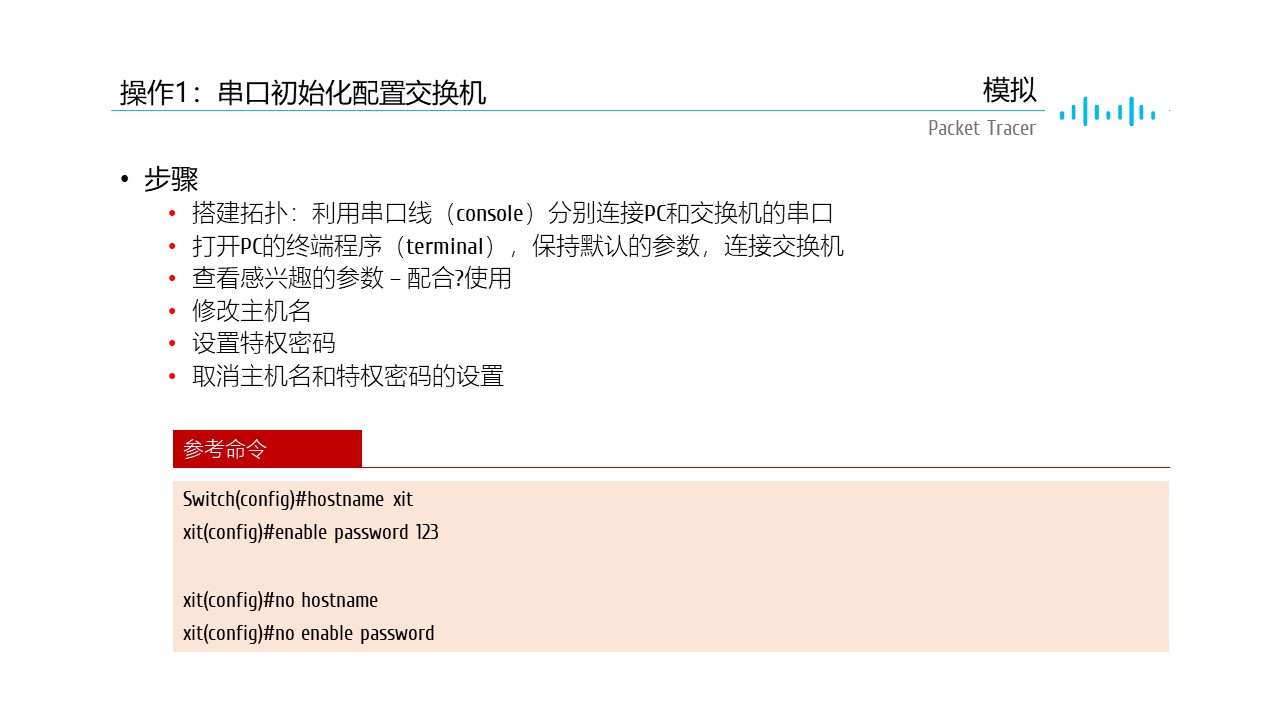 操作1：串口初始化配置交换机
模拟
Packet Tracer
• 步骤
• 搭建拓扑：利用串口线（console）分别连接PC和交换机的串口
• 打开PC的终端程序（terminal），保持默认的参数，连接交换机
• 查看感兴趣的参数 – 配合?使用
• 修改主机名
• 设置特权密码
• 取消主机名和特权密码的设置
参考命令
Switch(config)#hostname xit
xit(config)#enable password 123
xit(config)#no hostname
xit(config)#no enable password